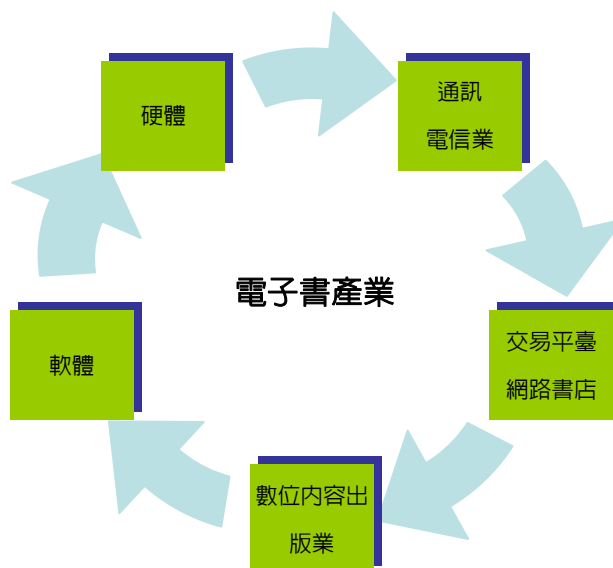 硬體
通訊
電信業
電子書產業
交易平臺
網路書店
軟體
數位內容出
版業